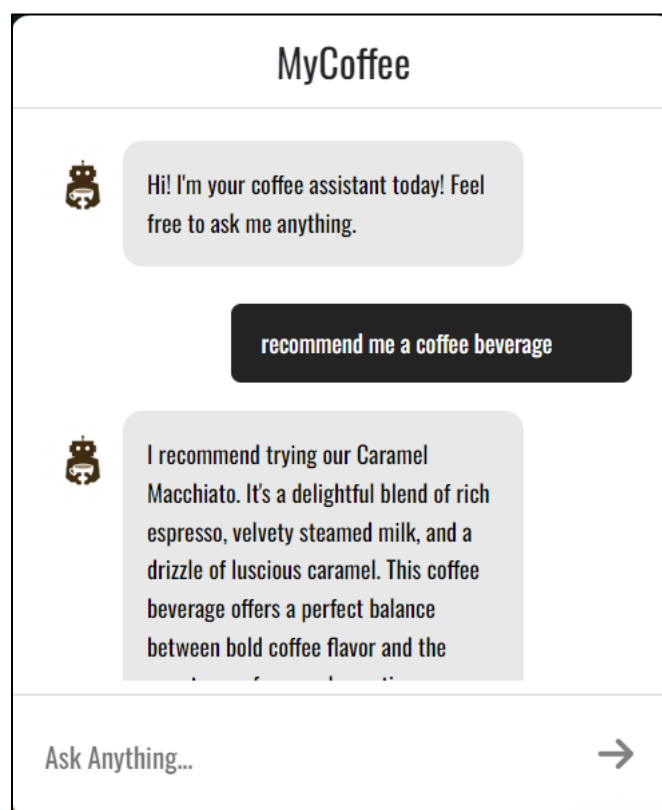 MyCoffee
Hi! I'm your coffee assistant today! Feel
free to ask me anything.
recommend me a coffee beverage
I recommend trying our Caramel
Macchiato. It's a delightful blend of rich
espresso, velvety steamed milk, and a
drizzle of luscious caramel. This coffee
beverage offers a perfect balance
between bold coffee flavor and the
Ask Anything...